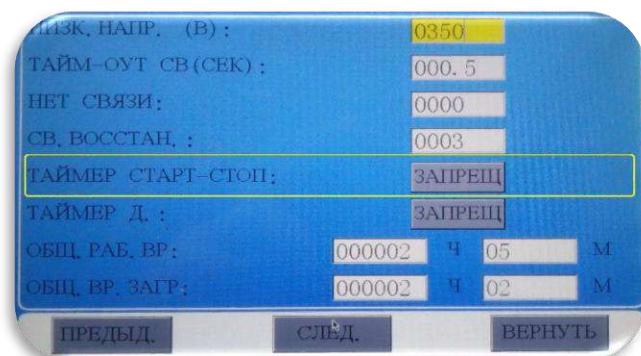 НИЗК. НАПР. (В): 0350
ТАЙМ-ОУТ СВ(СЕК): 000.5
НЕТ СВЯЗИ: 0000
СВ. ВОССТАН. : 0003
ТАЙМЕР СТАРТ-СТОП: ЗАПРЕЩ
ТАЙМЕР Д. : ЗАПРЕЩ
ОБЩ. РАБ. ВР: 000002 Ч 05 М
ОБЩ. ВР. ЗАГР: 000002 Ч 02 М
ПРЕДЫД. СЛЕД. ВЕРНУТЬ